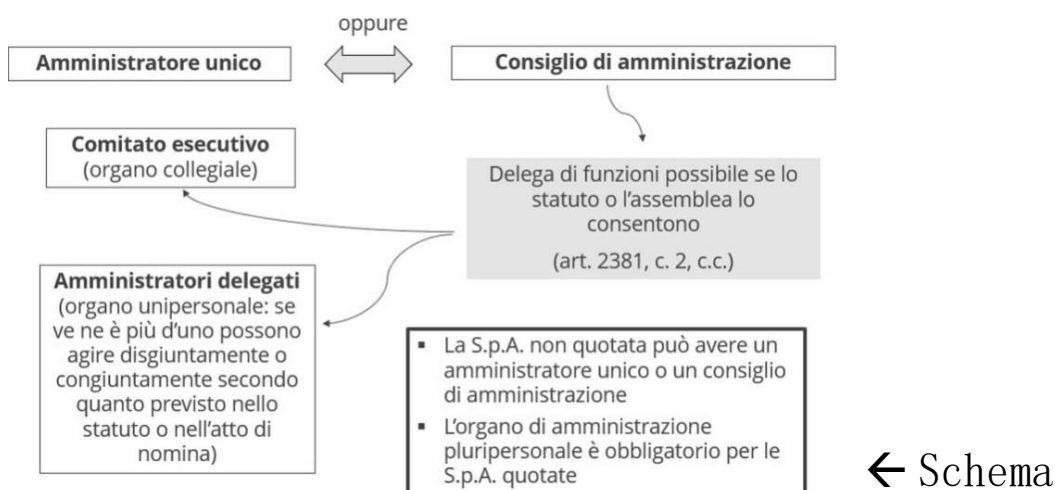 oppure
Amministratore unico
Consiglio di amministrazione
Comitato esecutivo
(organo collegiale)
Delega di funzioni possibile se lo
statuto o l'assemblea lo
consentono
(art. 2381, c. 2, c.c.)
Amministratori delegati
(organo unipersonale: se
ve ne è più d'uno possono
agire disgiuntamente o
congiuntamente secondo
quanto previsto nello
statuto o nell'atto di
nomina)
▪ La S.p.A. non quotata può avere un
amministratore unico o un consiglio
di amministrazione
▪ L'organo di amministrazione
pluripersonale è obbligatorio per le
S.p.A. quotate
← Schema